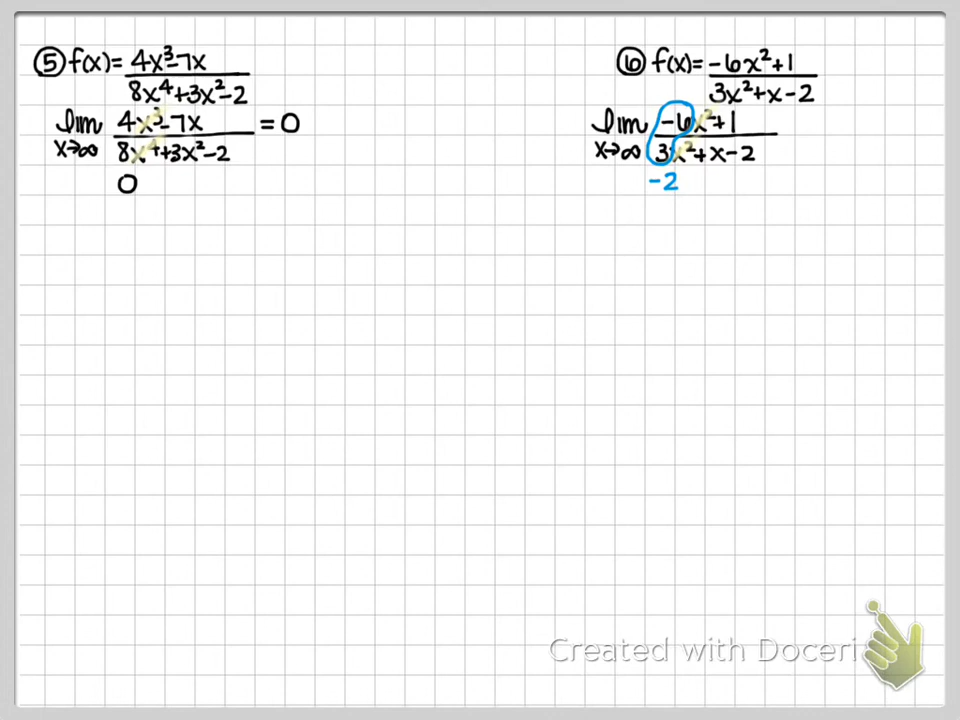 ⑤ f(x)= 4x³-7x
8x⁴+3x²-2
lim 4x³-7x = 0
x→∞ 8x⁴+3x²-2
0
⑥ f(x)= -6x²+1
3x²+x-2
lim -6x²+1
x→∞ 3x²+x-2
-2
Created with Doceri